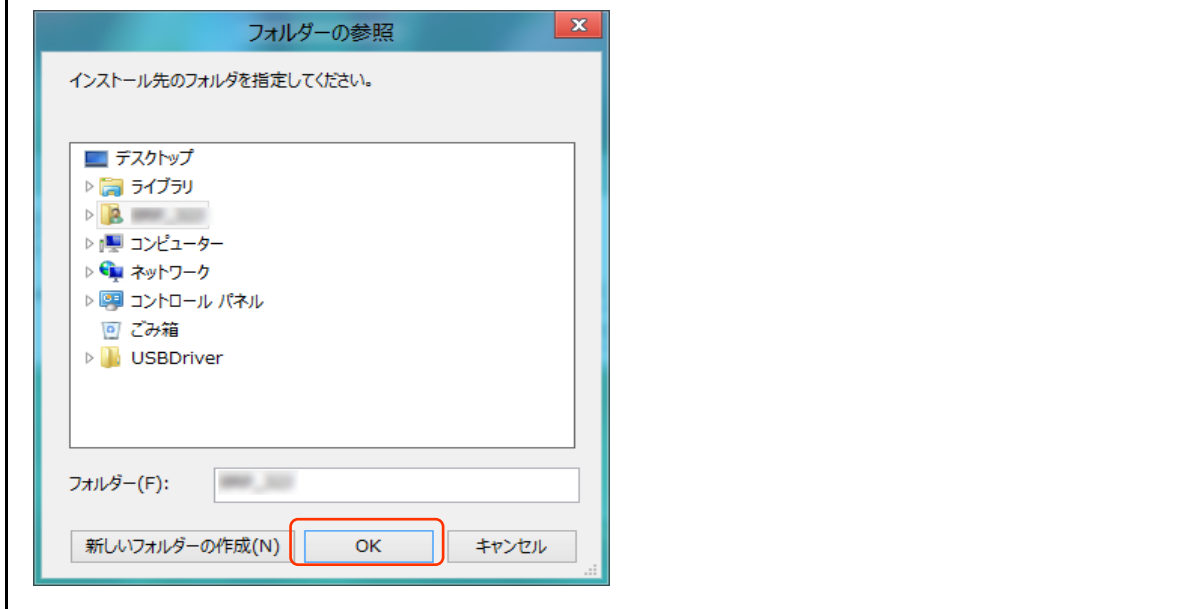 フォルダーの参照
インストール先のフォルダを指定してください。
デスクトップ
ライブラリ
コンピューター
ネットワーク
コントロール パネル
ごみ箱
USBDriver
フォルダー(F):
新しいフォルダーの作成(N) OK キャンセル